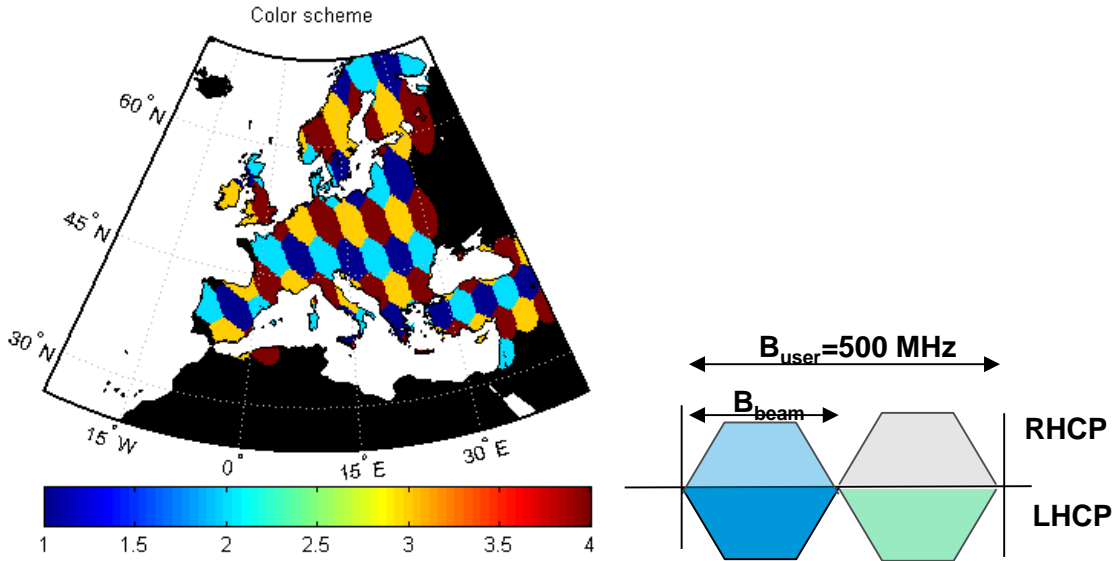 Color scheme
60°N
45°N
30°N
15°W
0°
15°E
30°E
1 1.5 2 2.5 3 3.5 4
B_user=500 MHz
B_beam
RHCP
LHCP